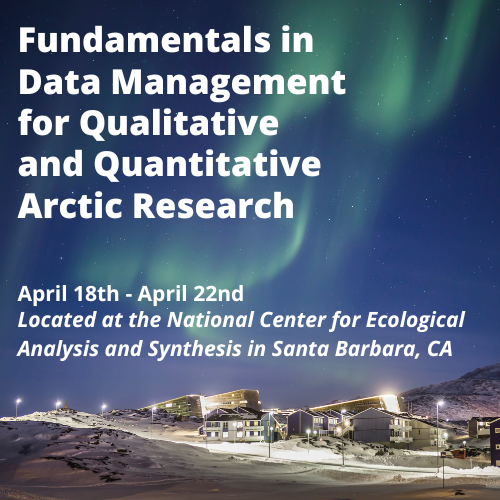 Fundamentals in
Data Management
for Qualitative
and Quantitative
Arctic Research
April 18th - April 22nd
Located at the National Center for Ecological
Analysis and Synthesis in Santa Barbara, CA